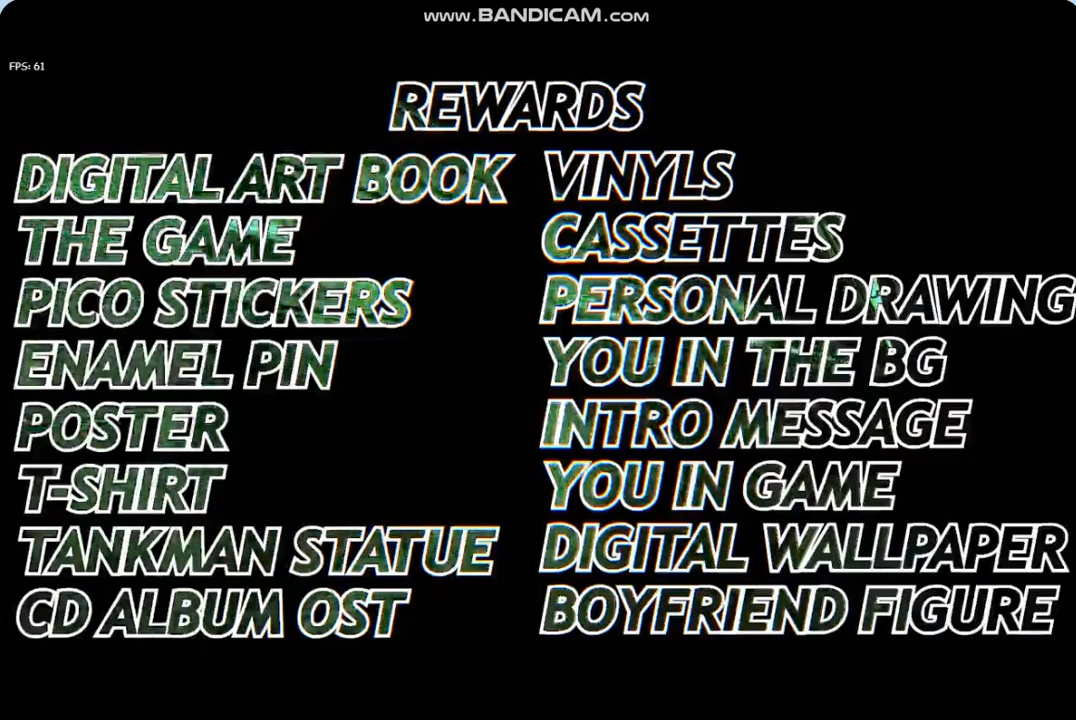 www.BANDICAM.com
FPS: 61
REWARDS
DIGITAL ART BOOK
THE GAME
PICO STICKERS
ENAMEL PIN
POSTER
T-SHIRT
TANKMAN STATUE
CD ALBUM OST
VINYLS
CASSETTES
PERSONAL DRAWING
YOU IN THE BG
INTRO MESSAGE
YOU IN GAME
DIGITAL WALLPAPER
BOYFRIEND FIGURE